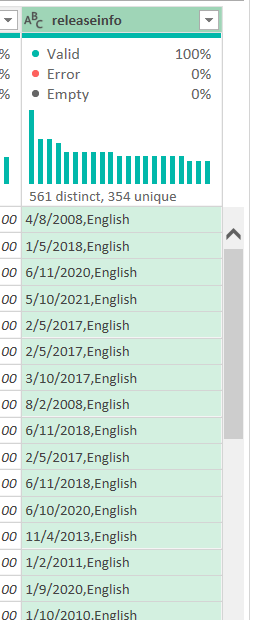 ABC releaseinfo
% Valid 100%
% Error 0%
% Empty 0%
561 distinct, 354 unique
00 4/8/2008,English
00 1/5/2018,English
00 6/11/2020,English
00 5/10/2021,English
00 2/5/2017,English
00 2/5/2017,English
00 3/10/2017,English
00 8/2/2008,English
00 6/11/2018,English
00 2/5/2017,English
00 6/11/2018,English
00 6/10/2020,English
00 11/4/2013,English
00 1/2/2011,English
00 1/9/2020,English
00 1/10/2010,English